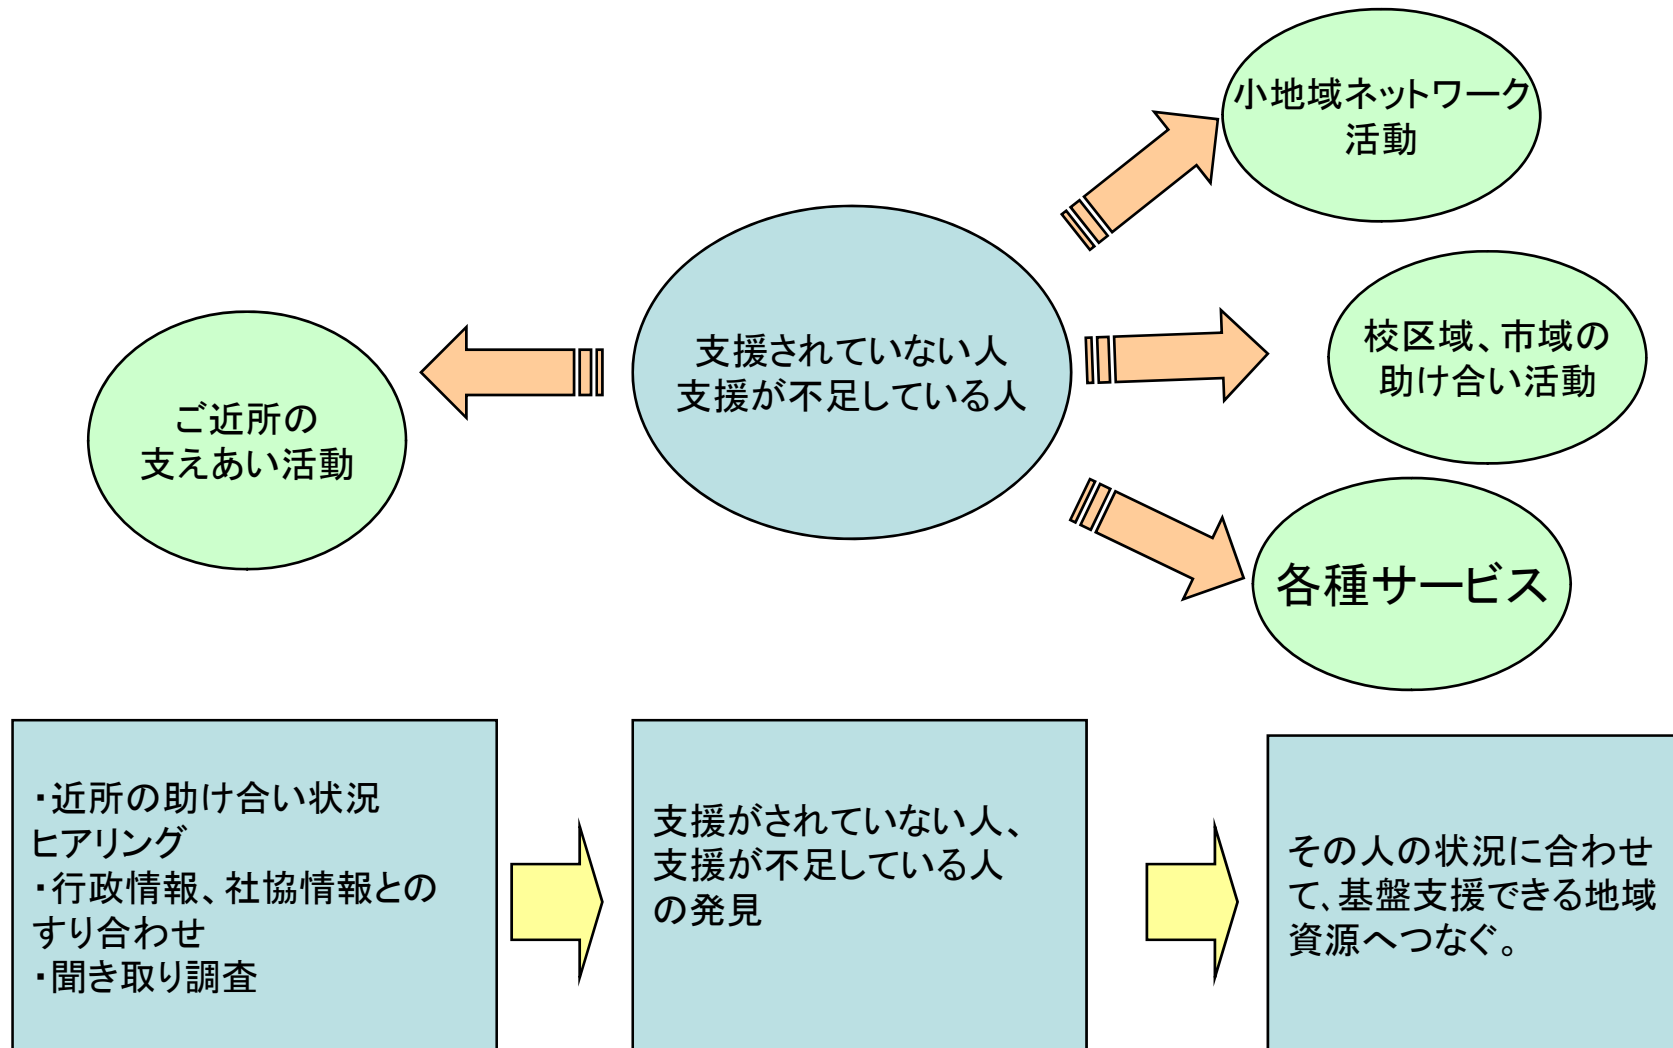 小地域ネットワーク
活動
支援されていない人
支援が不足している人
校区域、市域の
助け合い活動
ご近所の
支えあい活動
各種サービス
・近所の助け合い状況
ヒアリング
・行政情報、社協情報との
すり合わせ
・聞き取り調査
支援がされていない人、
支援が不足している人
の発見
その人の状況に合わせ
て、基盤支援できる地域
資源へつなぐ。